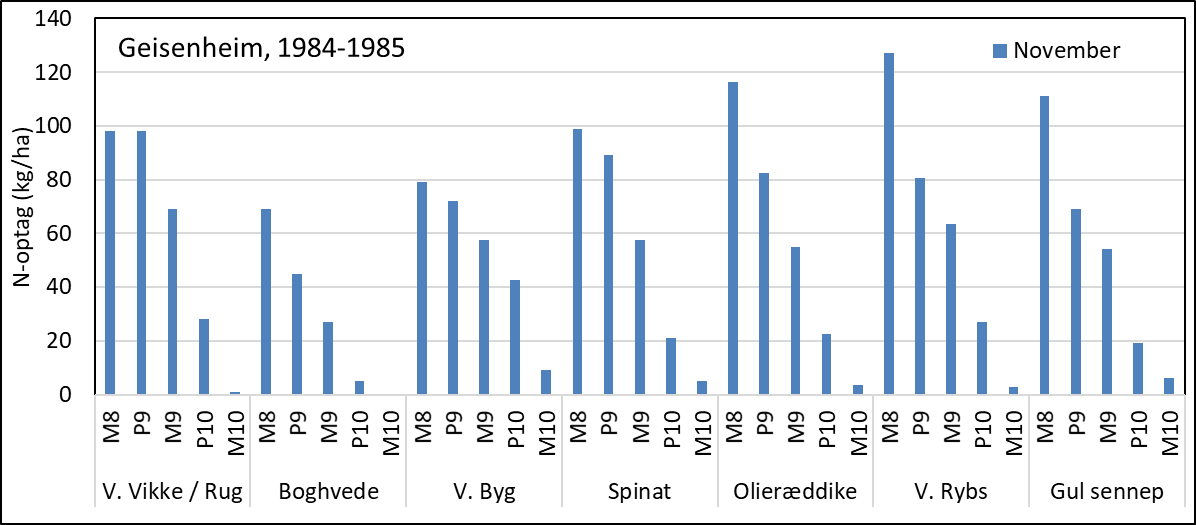 Geisenheim, 1984-1985
November
N-optag (kg/ha)
140
120
100
80
60
40
20
0
M8 P9 M9 P10 M10 M8 P9 M9 P10 M10 M8 P9 M9 P10 M10 M8 P9 M9 P10 M10 M8 P9 M9 P10 M10 M8 P9 M9 P10 M10 M8 P9 M9 P10 M10
V. Vikke / Rug Boghvede V. Byg Spinat Olieræddike V. Rybs Gul sennep